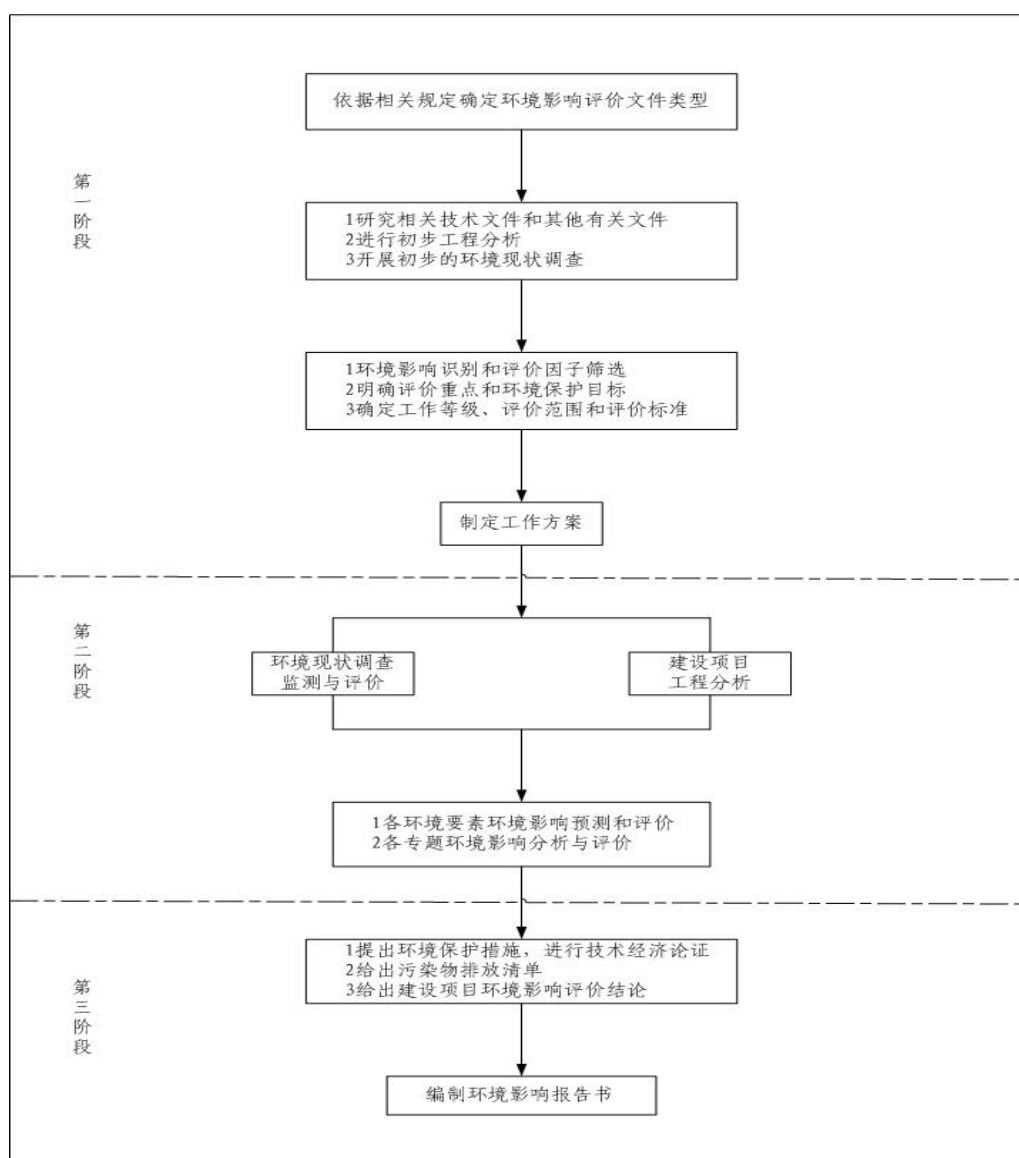 依据相关规定确定环境影响评价文件类型
第一阶段
1研究相关技术文件和其他有关文件
2进行初步工程分析
3开展初步的环境现状调查
1环境影响识别和评价因子筛选
2明确评价重点和环境保护目标
3确定工作等级、评价范围和评价标准
制定工作方案
第二阶段
环境现状调查
监测与评价
建设项目
工程分析
1各环境要素环境影响预测和评价
2各专题环境影响分析与评价
第三阶段
1提出环境保护措施，进行技术经济论证
2给出污染物排放清单
3给出建设项目环境影响评价结论
编制环境影响报告书